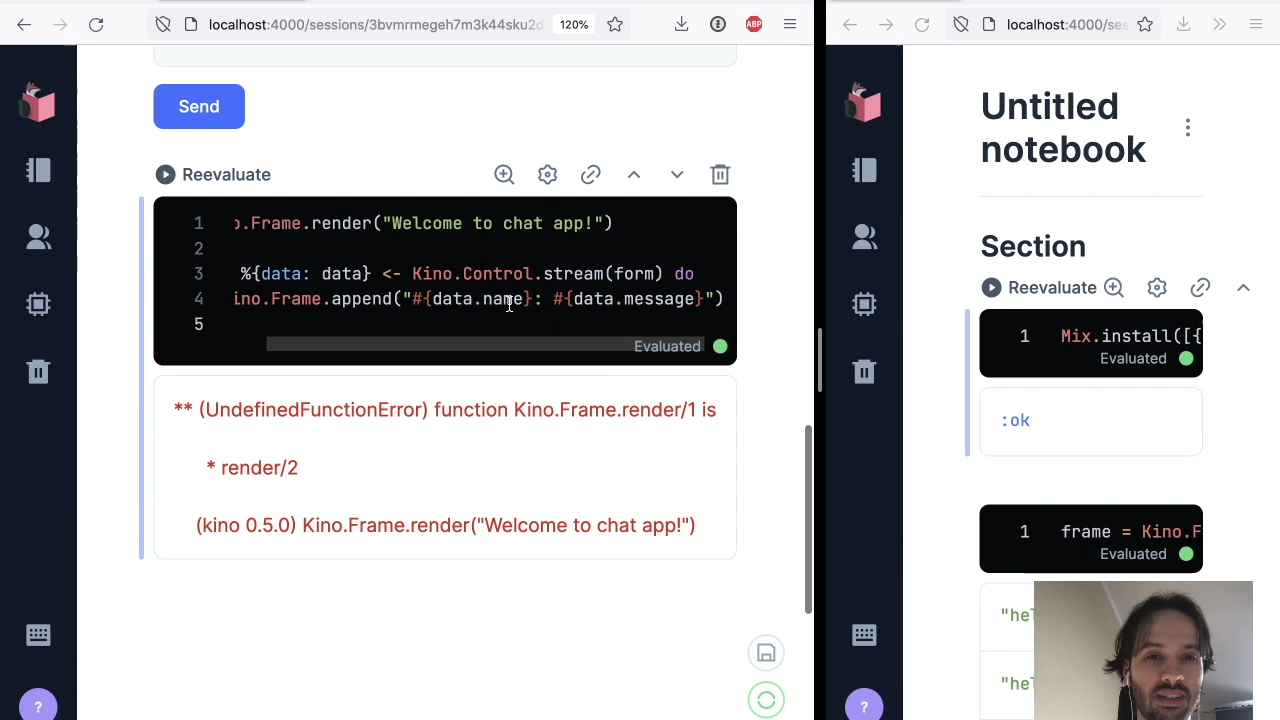 localhost:4000/sessions/3bvmrmegeh7m3k44sku2d
120%
ABP
Send
Reevaluate
1 o.Frame.render("Welcome to chat app!")
2
3 %{data: data} <- Kino.Control.stream(form) do
4 ino.Frame.append("#{data.name}: #{data.message}")
5
Evaluated
** (UndefinedFunctionError) function Kino.Frame.render/1 is
* render/2
(kino 0.5.0) Kino.Frame.render("Welcome to chat app!")
?
localhost:4000/ses
Untitled
notebook
Section
Reevaluate
1 Mix.install([{
Evaluated
:ok
1 frame = Kino.F
Evaluated
"hel
"hel
?